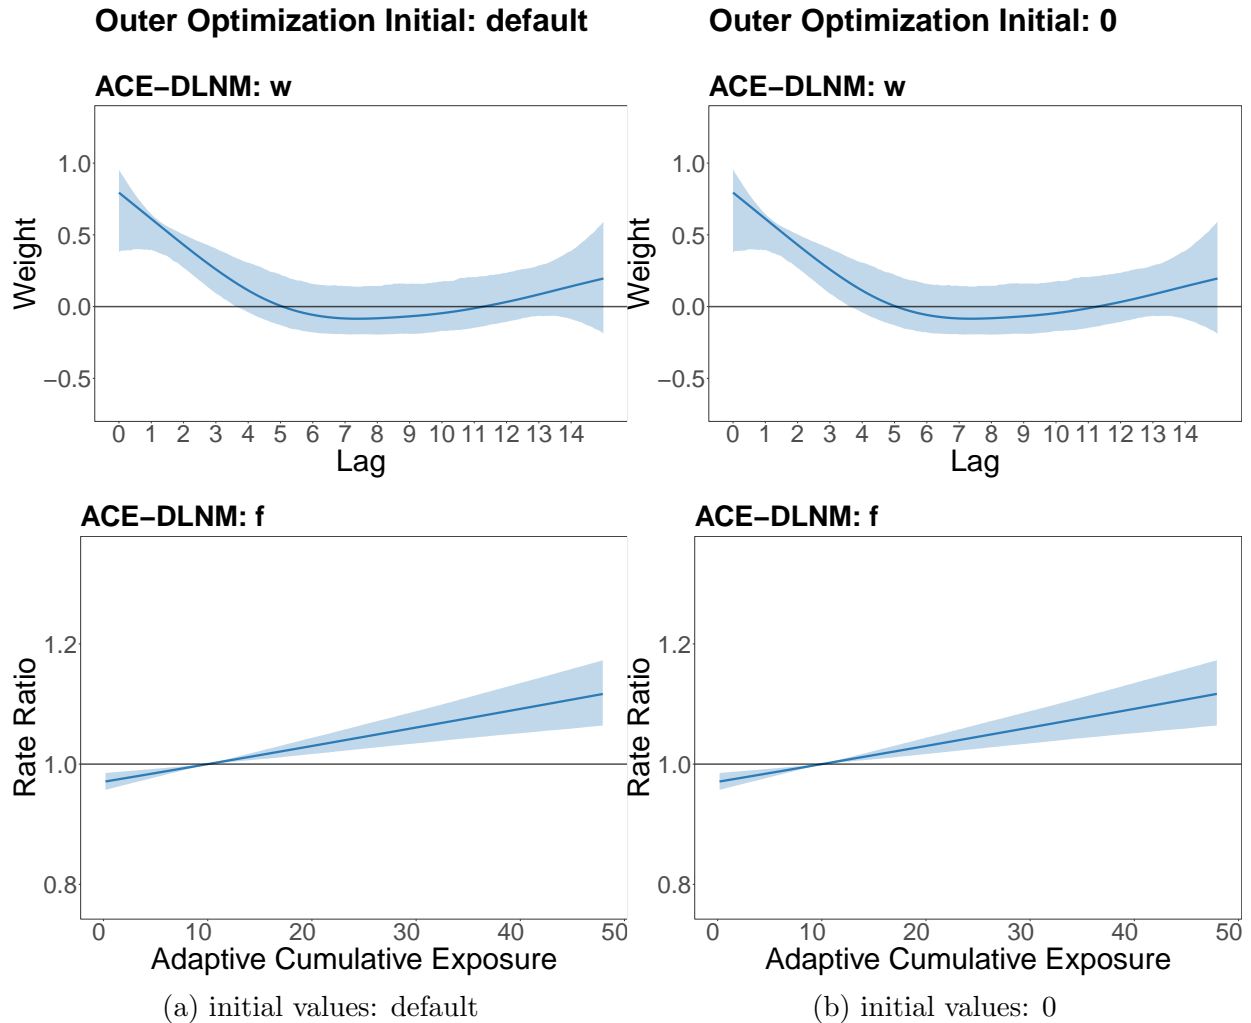 Outer Optimization Initial: default
Outer Optimization Initial: 0
ACE−DLNM: w
ACE−DLNM: w
1.0
0.5
0.0
−0.5
Weight
0 1 2 3 4 5 6 7 8 9 10 11 12 13 14
Lag
1.0
0.5
0.0
−0.5
Weight
0 1 2 3 4 5 6 7 8 9 10 11 12 13 14
Lag
ACE−DLNM: f
ACE−DLNM: f
1.2
1.0
0.8
Rate Ratio
0 10 20 30 40 50
Adaptive Cumulative Exposure
1.2
1.0
0.8
Rate Ratio
0 10 20 30 40 50
Adaptive Cumulative Exposure
(a) initial values: default
(b) initial values: 0